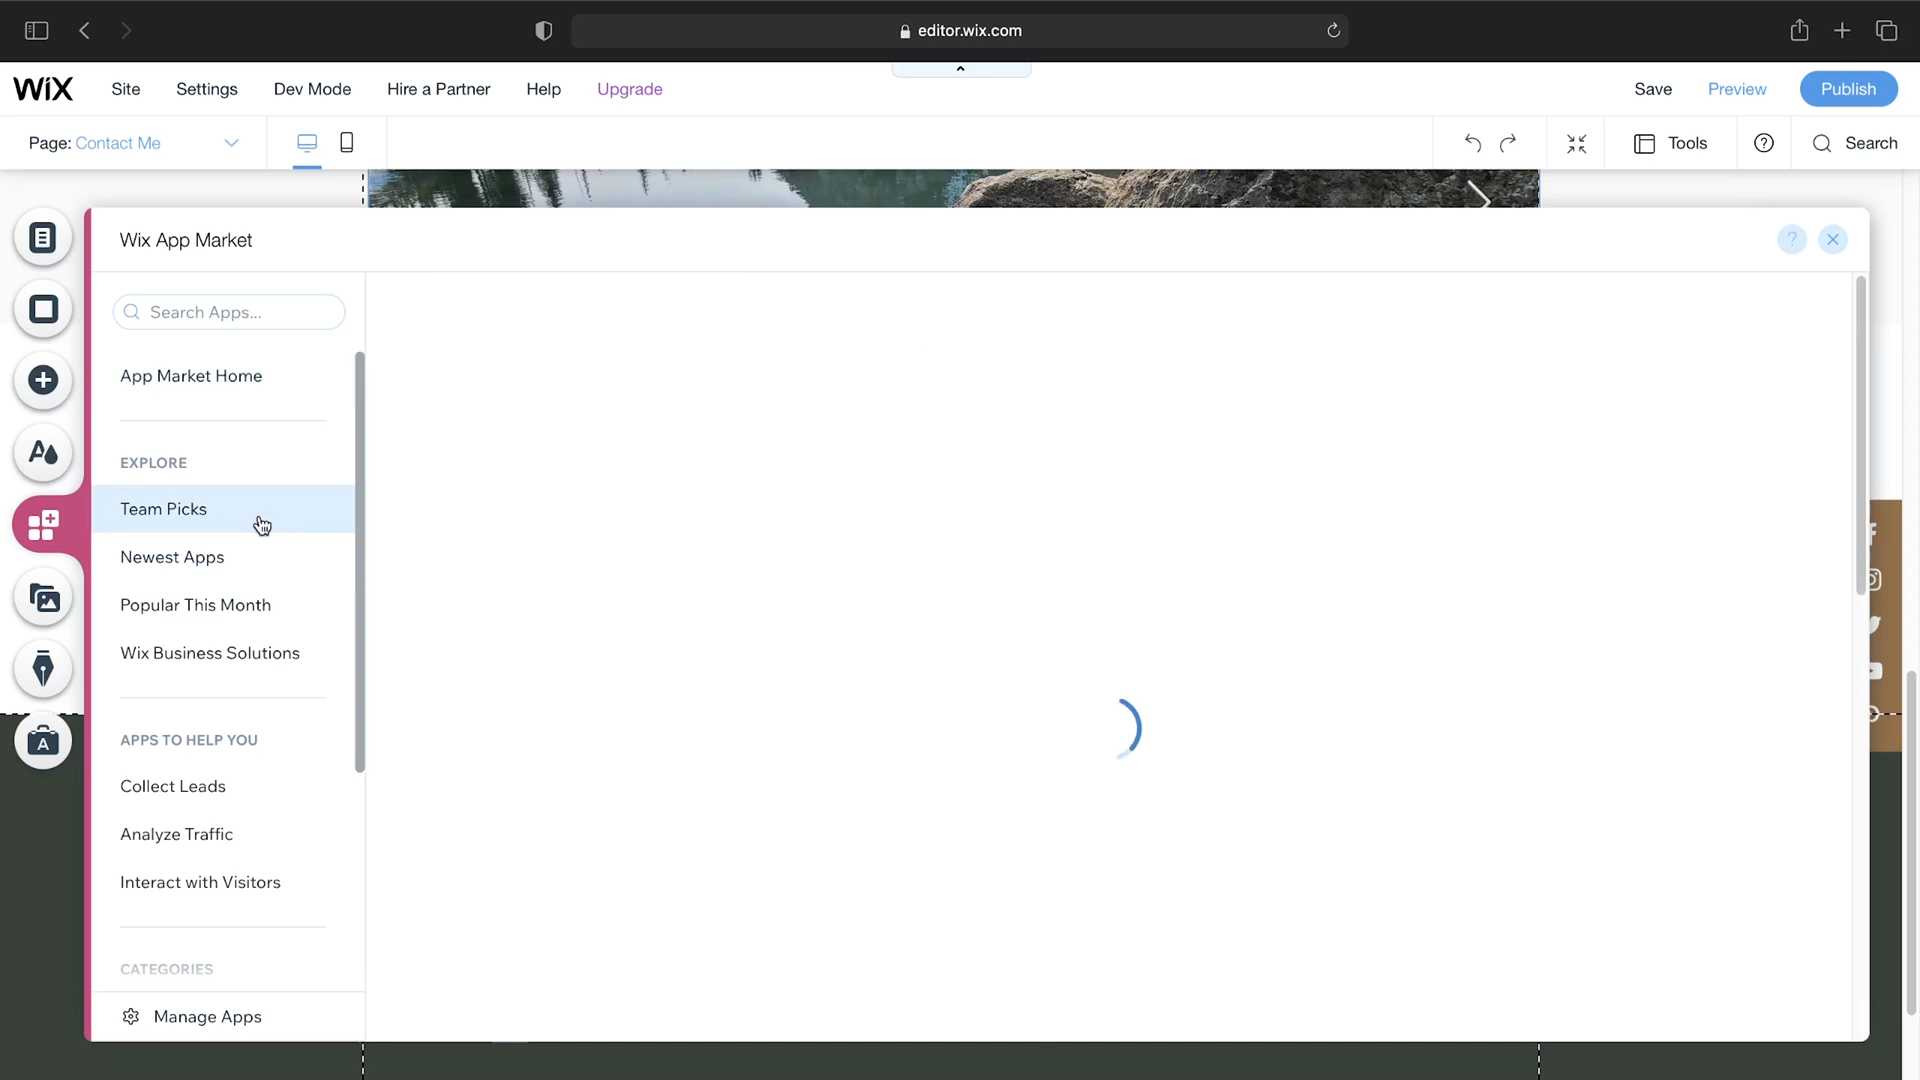 editor.wix.com
WiX Site Settings Dev Mode Hire a Partner Help Upgrade Save Preview Publish
Page: Contact Me Tools Search
Wix App Market
Search Apps...
App Market Home
EXPLORE
Team Picks
Newest Apps
Popular This Month
Wix Business Solutions
APPS TO HELP YOU
Collect Leads
Analyze Traffic
Interact with Visitors
CATEGORIES
Manage Apps